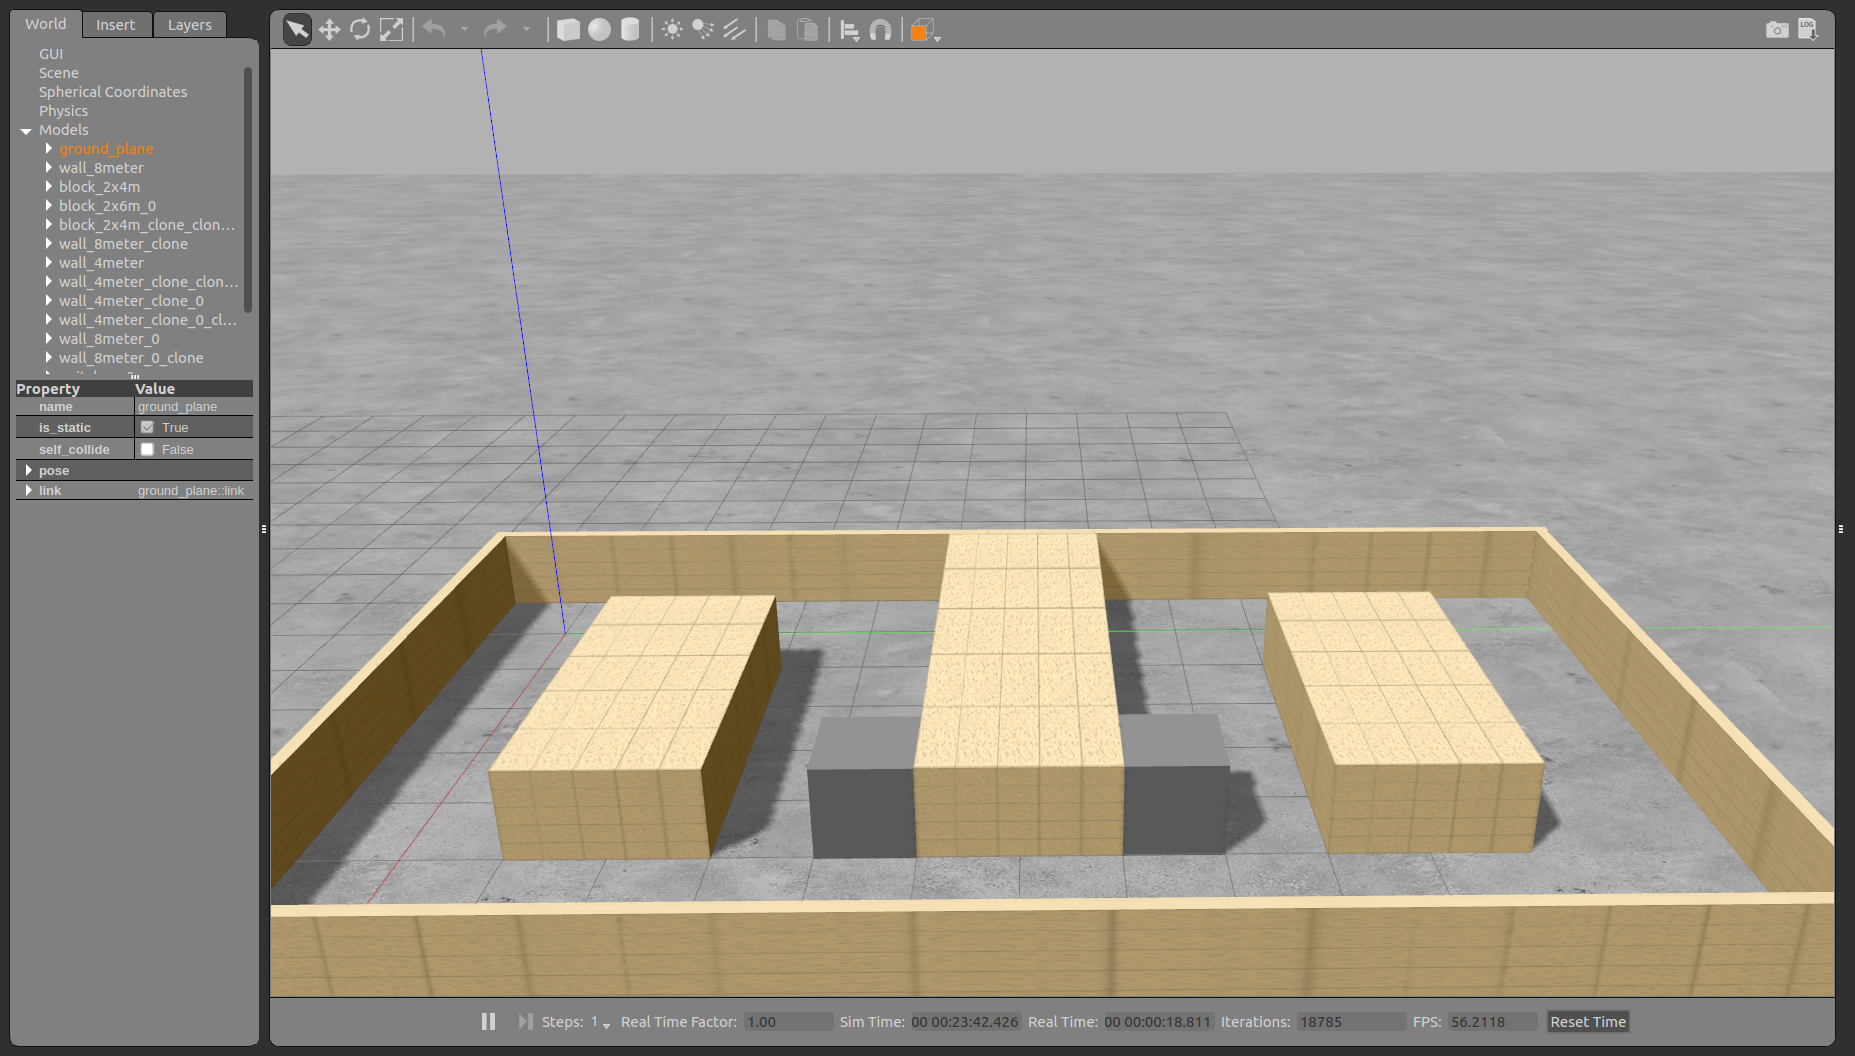 World Insert Layers
GUI
Scene
Spherical Coordinates
Physics
Models
ground_plane
wall_8meter
block_2x4m
block_2x6m_0
block_2x4m_clone_clon...
wall_8meter_clone
wall_4meter
wall_4meter_clone_clon...
wall_4meter_clone_0
wall_4meter_clone_0_cl...
wall_8meter_0
wall_8meter_0_clone
Property Value
name ground_plane
is_static True
self_collide False
pose
link ground_plane::link
LOG
Steps: 1 Real Time Factor: 1.00 Sim Time: 00 00:23:42.426 Real Time: 00 00:00:18.811 Iterations: 18785 FPS: 56.2118 Reset Time